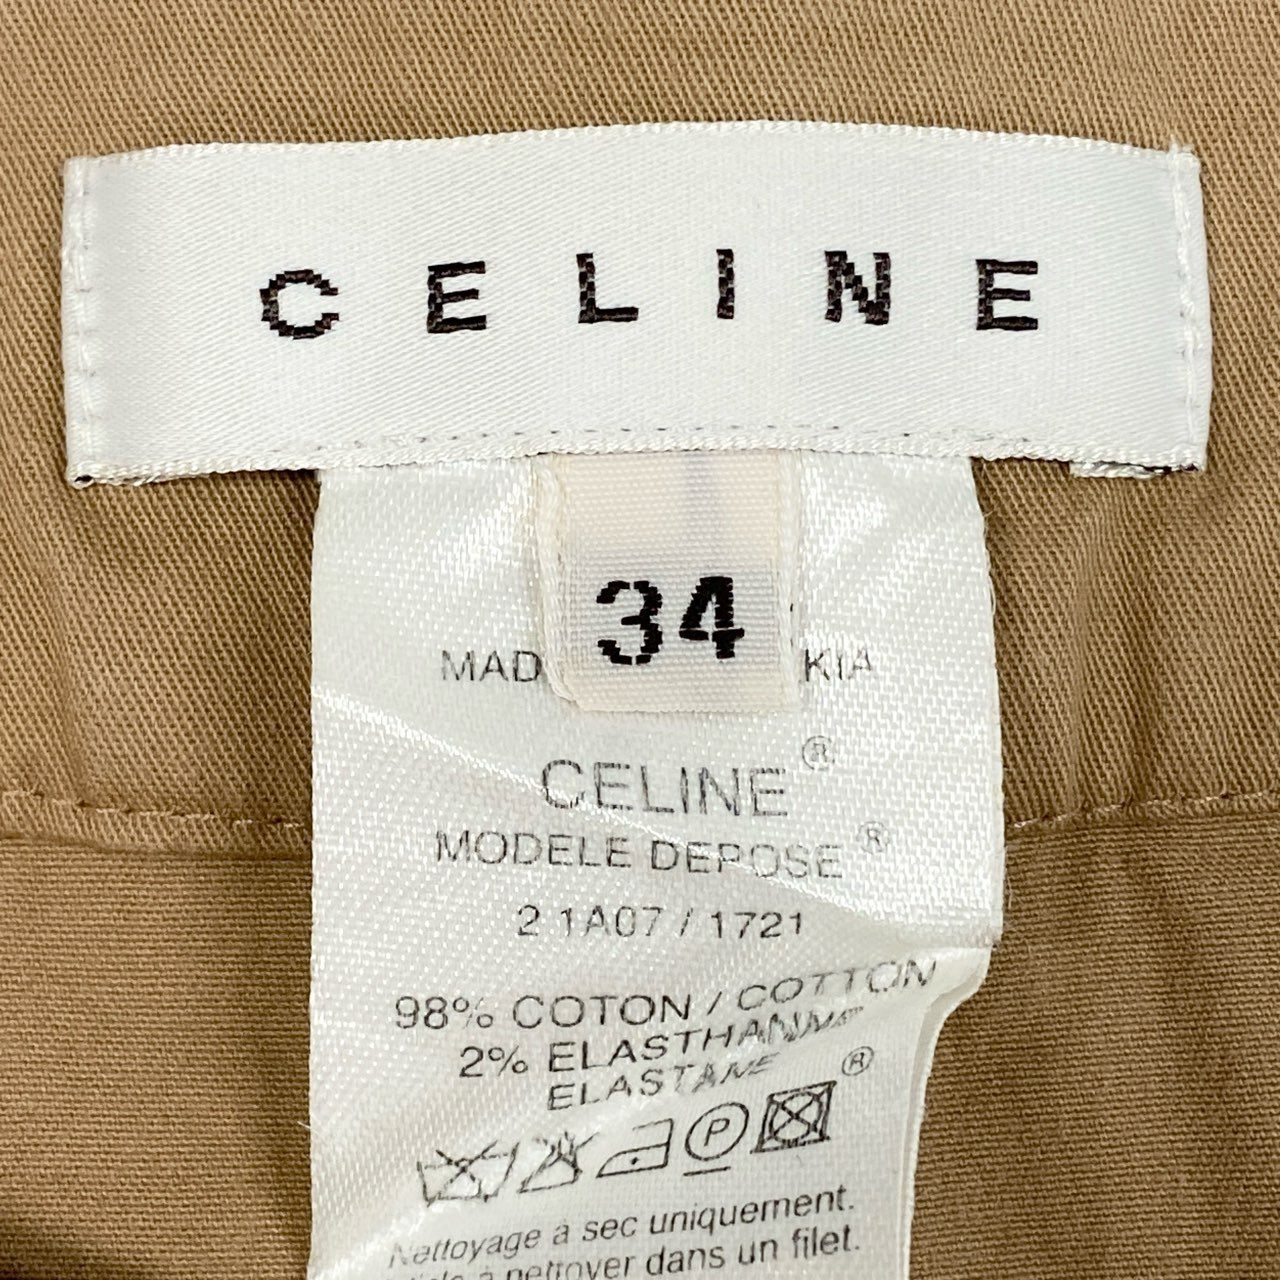 CELINE
34
MAD KIA
CELINE®
MODELE DEPOSE®
2 1A07 / 1721
98% COTON / COTTON
2% ELASTHANNE
ELASTANE ®
P
Nettoyage à sec uniquement.
à nettoyer dans un filet.